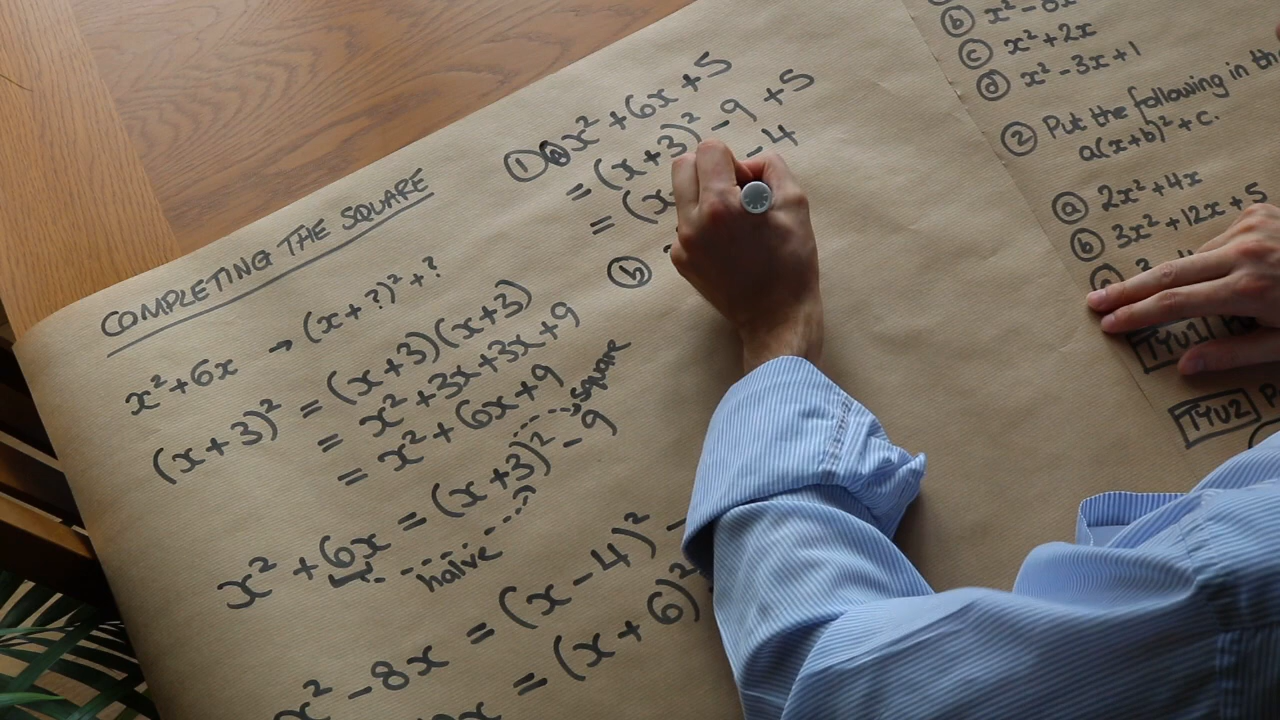 COMPLETING THE SQUARE
x² + 6x → (x + ?)² + ?
(x + 3)² = (x + 3)(x + 3)
= x² + 3x + 3x + 9
= x² + 6x + 9
square
x² + 6x = (x + 3)² - 9
halve
x² - 8x = (x - 4)² -
= (x + 6)²
① ⓐ x² + 6x + 5
= (x + 3)² - 9 + 5
= (x - 4
ⓑ
ⓑ x² - 8x
ⓒ x² + 2x
ⓓ x² - 3x + 1
② Put the following in the
a(x + b)² + c.
ⓐ 2x² + 4x
ⓑ 3x² + 12x + 5
TYU1
TYU2